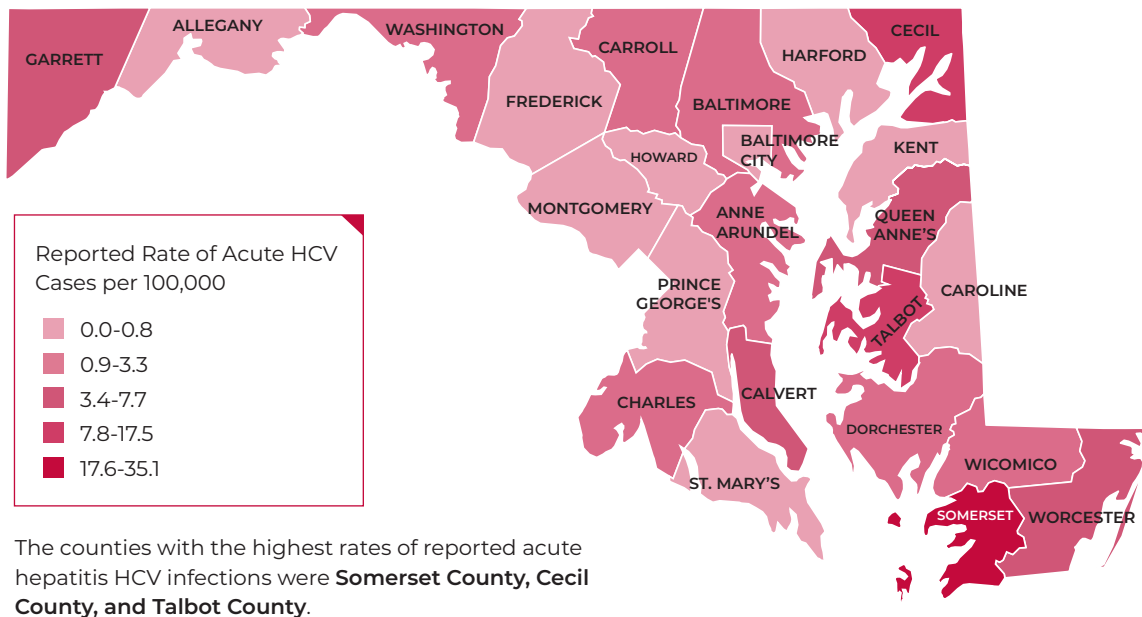 ALLEGANY
WASHINGTON
CECIL
GARRETT
CARROLL
HARFORD
FREDERICK
BALTIMORE
BALTIMORE
CITY
KENT
HOWARD
MONTGOMERY
ANNE
ARUNDEL
QUEEN
ANNE’S
PRINCE
GEORGE'S
CAROLINE
TALBOT
CALVERT
CHARLES
DORCHESTER
WICOMICO
ST. MARY’S
SOMERSET
WORCESTER
Reported Rate of Acute HCV
Cases per 100,000
0.0-0.8
0.9-3.3
3.4-7.7
7.8-17.5
17.6-35.1
The counties with the highest rates of reported acute
hepatitis HCV infections were Somerset County, Cecil
County, and Talbot County.